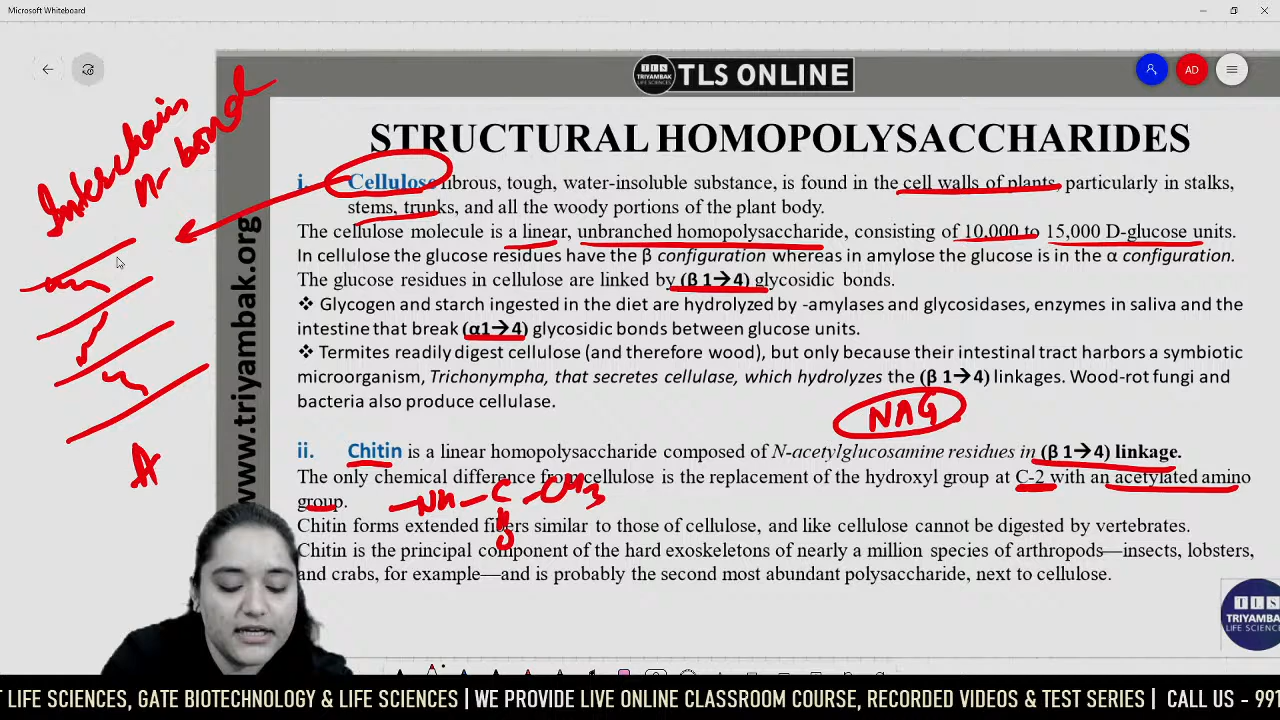 Microsoft Whiteboard
TLS
TRIYAMBAK
LIFE SCIENCES
TLS ONLINE
AD
Interchain
H-bond
www.triyambak.org
STRUCTURAL HOMOPOLYSACCHARIDES
i. Cellulose fibrous, tough, water-insoluble substance, is found in the cell walls of plants, particularly in stalks,
stems, trunks, and all the woody portions of the plant body.
The cellulose molecule is a linear, unbranched homopolysaccharide, consisting of 10,000 to 15,000 D-glucose units.
In cellulose the glucose residues have the β configuration whereas in amylose the glucose is in the α configuration.
The glucose residues in cellulose are linked by (β 1→4) glycosidic bonds.
❖ Glycogen and starch ingested in the diet are hydrolyzed by -amylases and glycosidases, enzymes in saliva and the
intestine that break (α1→4) glycosidic bonds between glucose units.
❖ Termites readily digest cellulose (and therefore wood), but only because their intestinal tract harbors a symbiotic
microorganism, Trichonympha, that secretes cellulase, which hydrolyzes the (β 1→4) linkages. Wood-rot fungi and
bacteria also produce cellulase.
NAG
ii. Chitin is a linear homopolysaccharide composed of N-acetylglucosamine residues in (β 1→4) linkage.
The only chemical difference from cellulose is the replacement of the hydroxyl group at C-2 with an acetylated amino
group.
-NH-C-CH3
O
Chitin forms extended fibers similar to those of cellulose, and like cellulose cannot be digested by vertebrates.
Chitin is the principal component of the hard exoskeletons of nearly a million species of arthropods—insects, lobsters,
and crabs, for example—and is probably the second most abundant polysaccharide, next to cellulose.
TLS
TRIYAMBAK
LIFE SCIENC
T LIFE SCIENCES, GATE BIOTECHNOLOGY & LIFE SCIENCES | WE PROVIDE LIVE ONLINE CLASSROOM COURSE, RECORDED VIDEOS & TEST SERIES | CALL US - 991